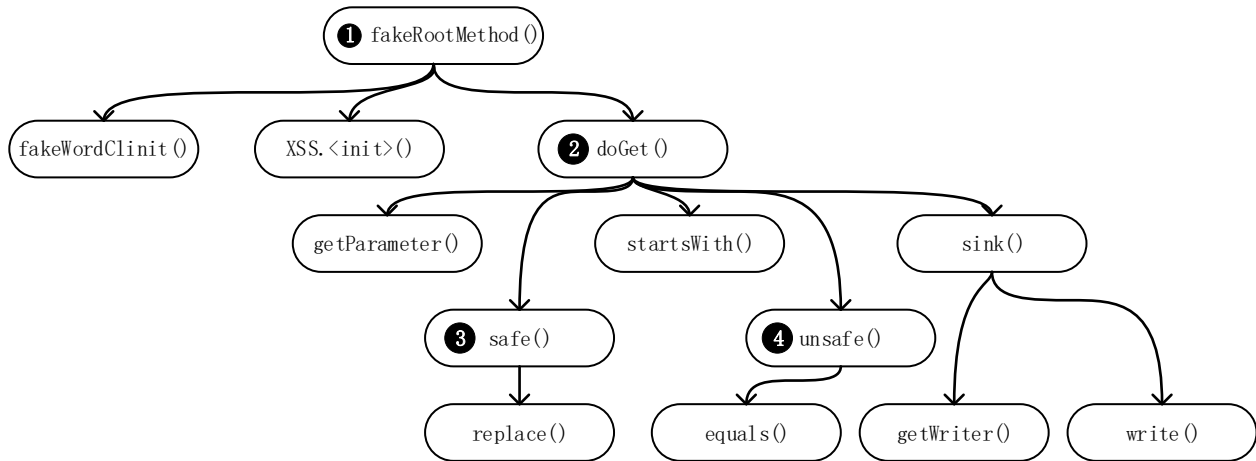 1 fakeRootMethod()
fakeWordClinit()
XSS.<init>()
2 doGet()
getParameter()
startsWith()
sink()
3 safe()
4 unsafe()
replace()
equals()
getWriter()
write()